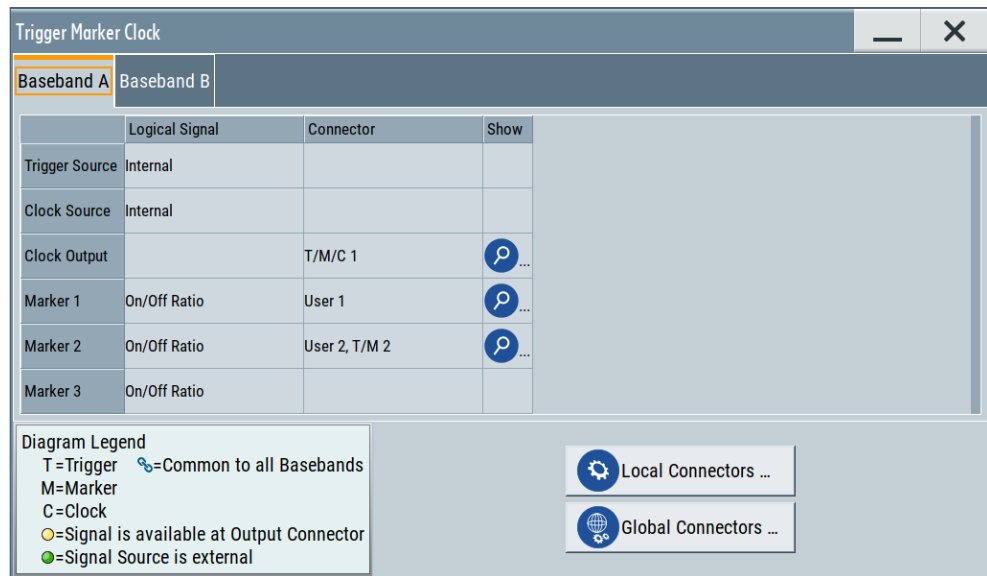 Trigger Marker Clock
Baseband A Baseband B
Logical Signal Connector Show
Trigger Source Internal
Clock Source Internal
Clock Output T/M/C 1 ...
Marker 1 On/Off Ratio User 1 ...
Marker 2 On/Off Ratio User 2, T/M 2 ...
Marker 3 On/Off Ratio
Diagram Legend
T=Trigger =Common to all Basebands
M=Marker
C=Clock
=Signal is available at Output Connector
=Signal Source is external
Local Connectors ...
Global Connectors ...